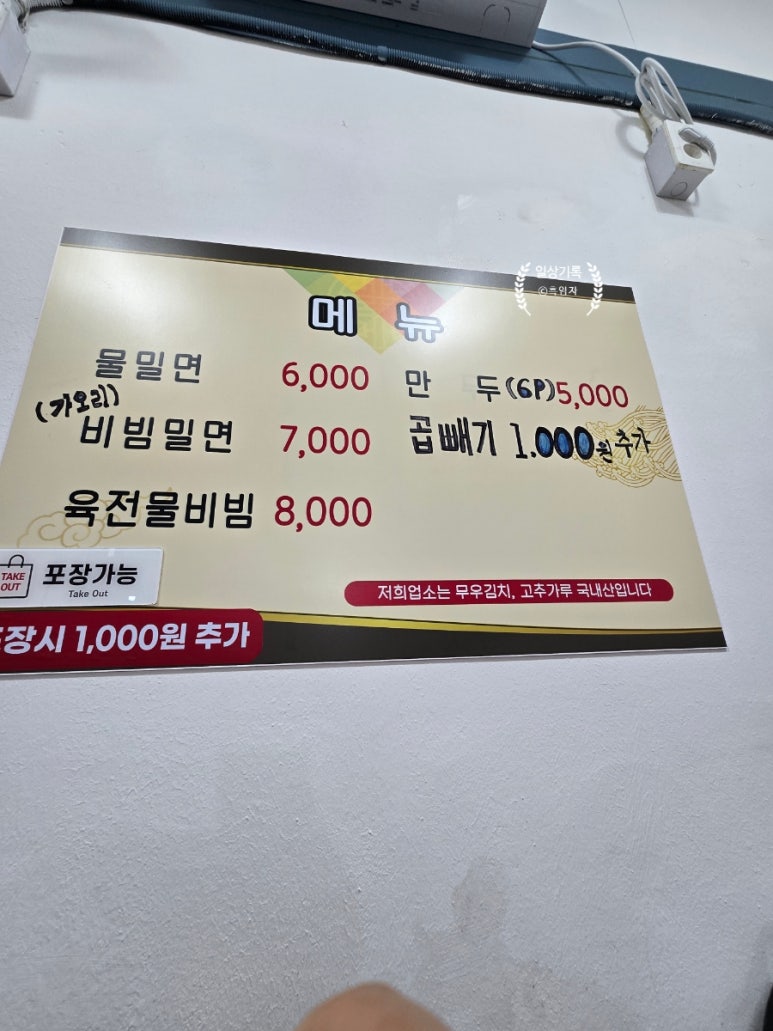 일상기록
©흑임자
메뉴
물밀면 6,000
만 두(6P)5,000
(가오리)
비빔밀면 7,000
곱빼기 1.000원 추가
육전물비빔 8,000
TAKE OUT
포장가능
Take Out
저희업소는 무우김치, 고추가루 국내산입니다
포장시 1,000원 추가